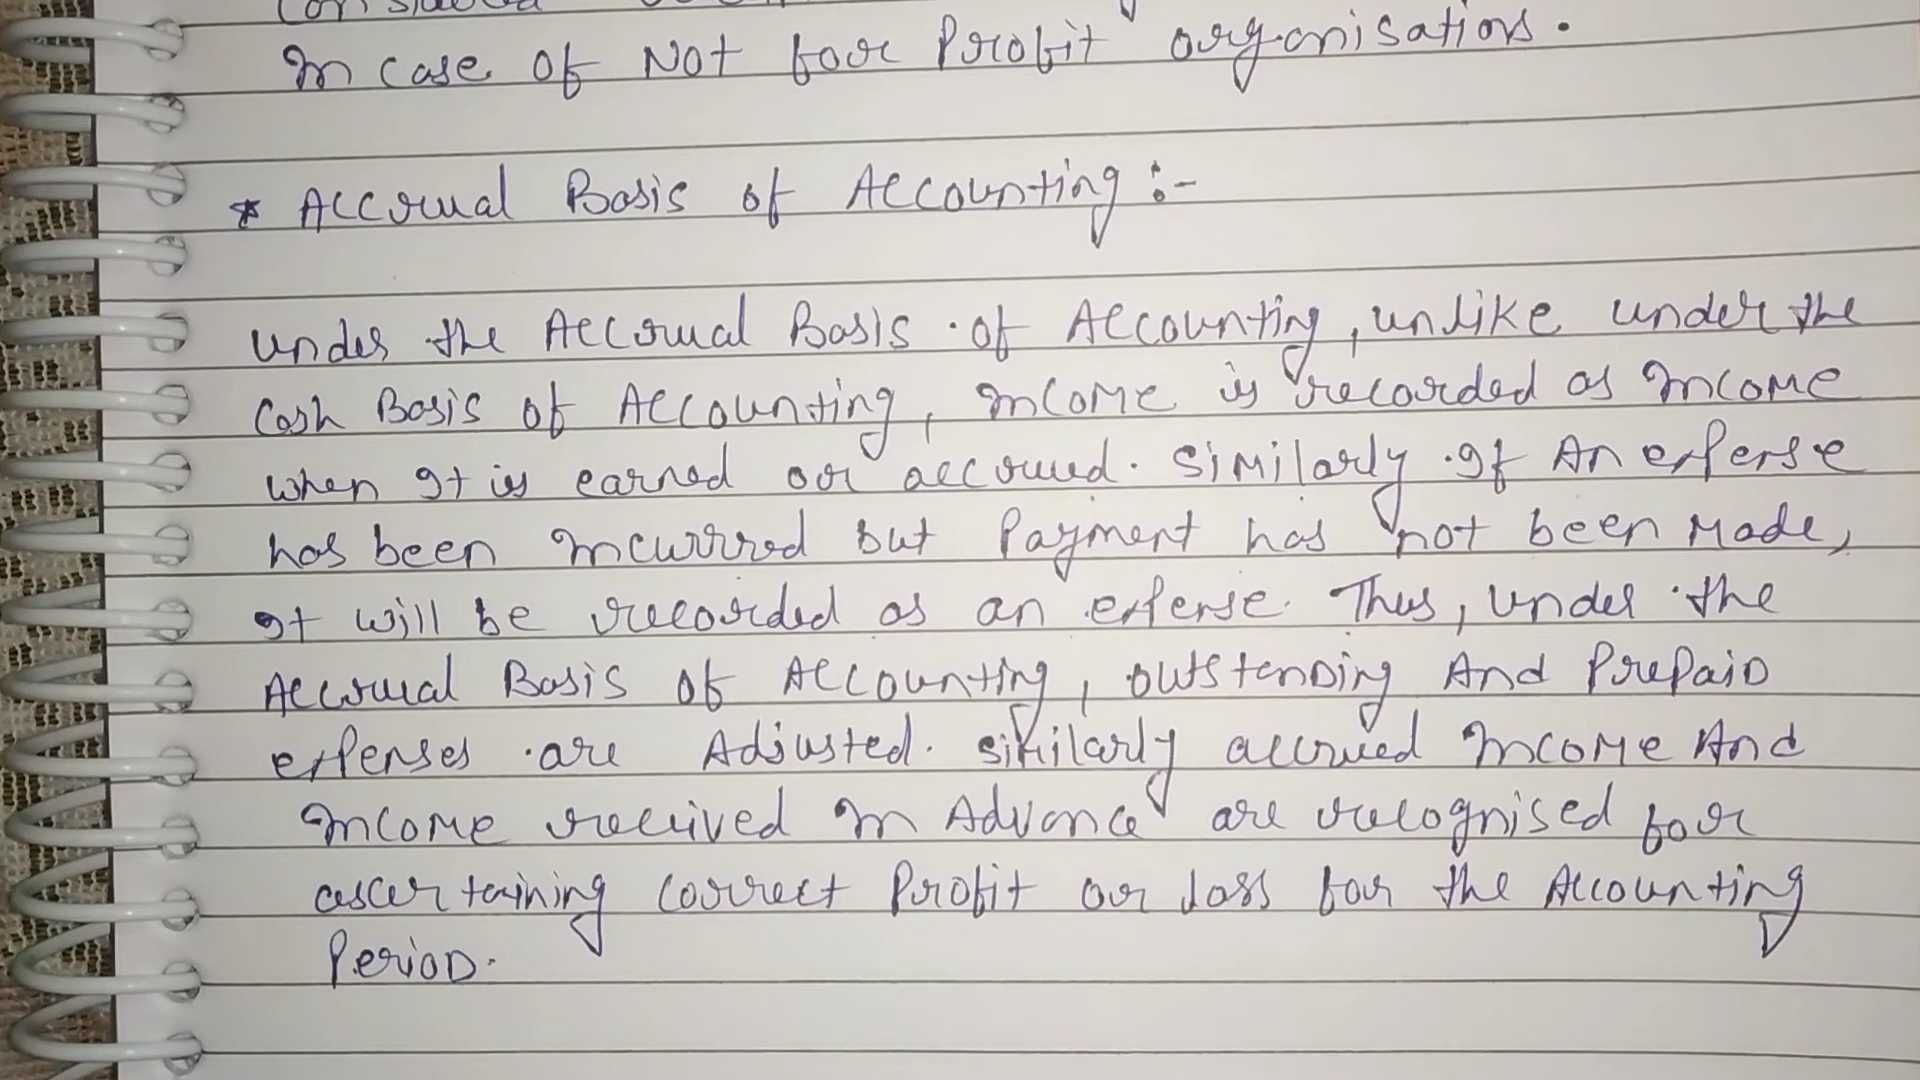 In case of Not for Profit organisations.
* Accrual Basis of Accounting :-
under the Accrual Basis of Accounting, unlike under the
Cash Basis of Accounting, Income is recorded as Income
when It is earned or accrued. Similarly If An expense
has been Incurred but Payment has not been Made,
It will be recorded as an expense. Thus, under the
Accrual Basis of Accounting, outstanding And Prepaid
expenses are Adjusted. similarly accrued Income And
Income received In Advance are recognised for
ascertaining correct Profit or loss for the Accounting
Period.